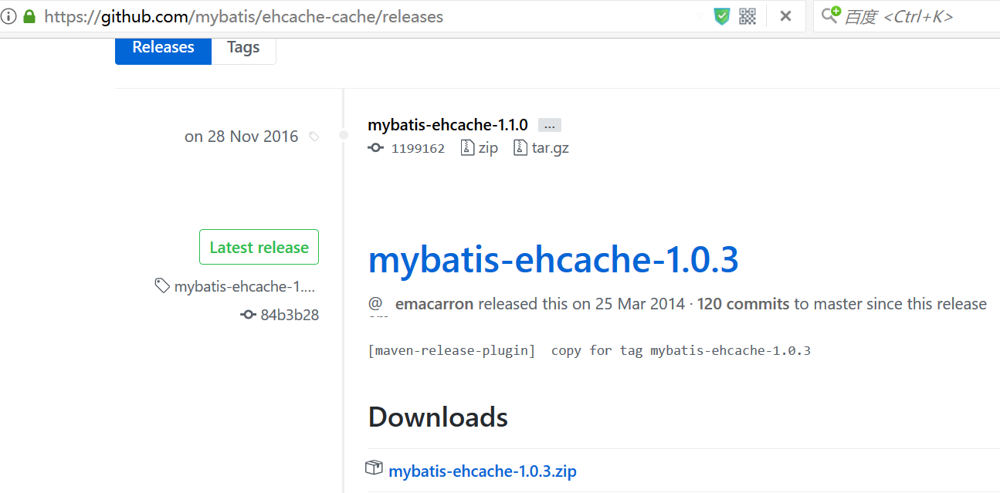 https://github.com/mybatis/ehcache-cache/releases
百度 <Ctrl+K>
Releases Tags
on 28 Nov 2016
mybatis-ehcache-1.1.0 ...
1199162 zip tar.gz
Latest release
mybatis-ehcache-1....
84b3b28
mybatis-ehcache-1.0.3
@ emacarron released this on 25 Mar 2014 · 120 commits to master since this release
[maven-release-plugin] copy for tag mybatis-ehcache-1.0.3
Downloads
mybatis-ehcache-1.0.3.zip